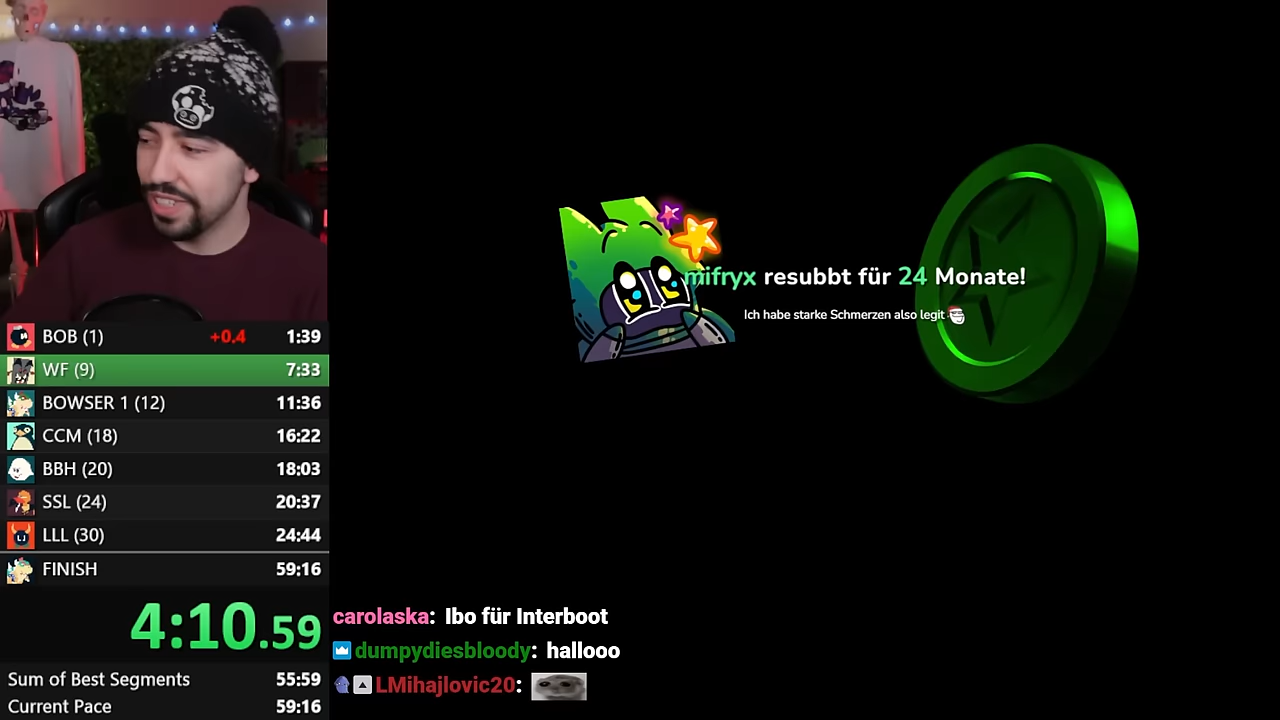 mifryx resubbt für 24 Monate!
Ich habe starke Schmerzen also legit
BOB (1) +0.4 1:39
WF (9) 7:33
BOWSER 1 (12) 11:36
CCM (18) 16:22
BBH (20) 18:03
SSL (24) 20:37
LLL (30) 24:44
FINISH 59:16
4:10.59
Sum of Best Segments 55:59
Current Pace 59:16
carolaska: Ibo für Interboot
dumpydiesbloody: hallooo
LMihajlovic20: